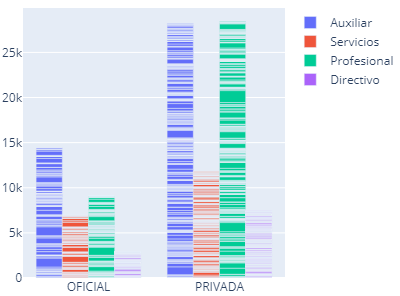 25k
20k
15k
10k
5k
0
OFICIAL
PRIVADA
Auxiliar
Servicios
Profesional
Directivo